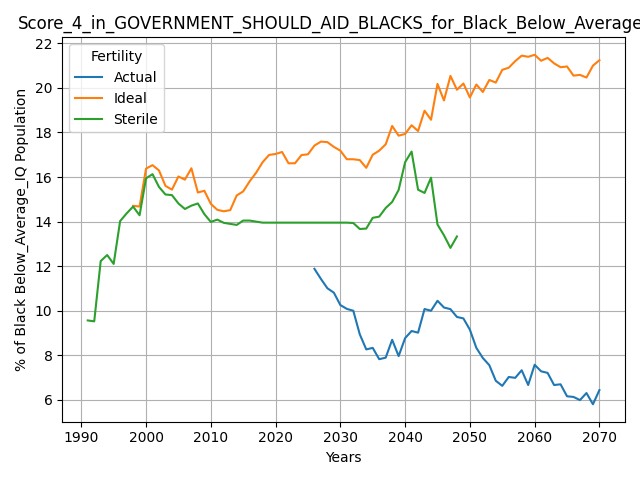 Score_4_in_GOVERNMENT_SHOULD_AID_BLACKS_for_Black_Below_Average
Fertility
Actual
Ideal
Sterile
% of Black Below_Average_IQ Population
22
20
18
16
14
12
10
8
6
1990 2000 2010 2020 2030 2040 2050 2060 2070
Years